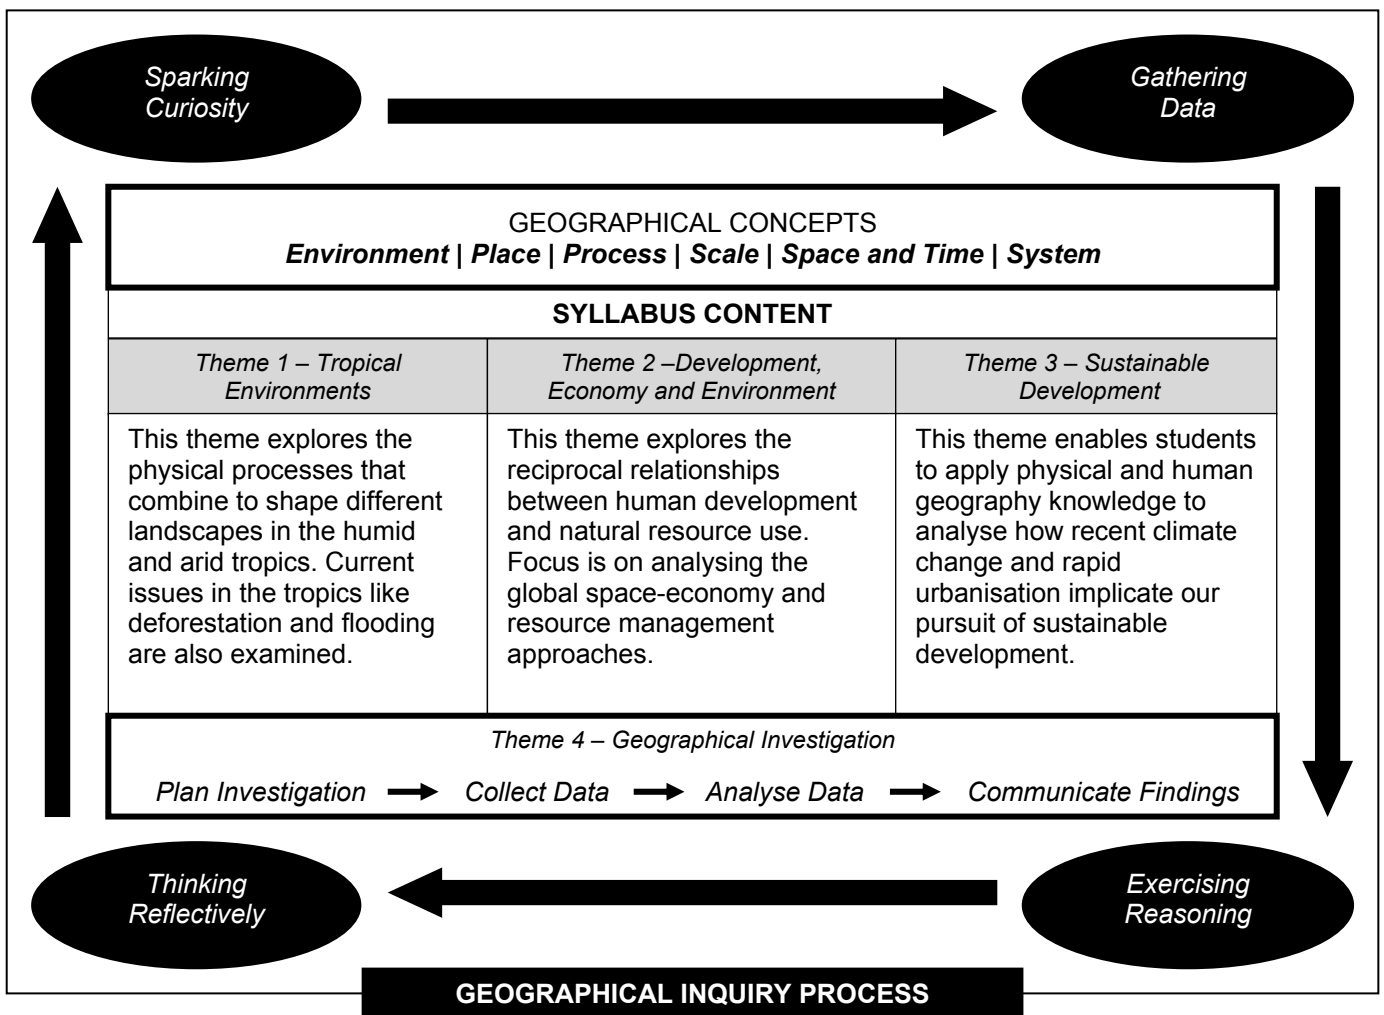 Sparking
Curiosity
Gathering
Data
GEOGRAPHICAL CONCEPTS
Environment | Place | Process | Scale | Space and Time | System
SYLLABUS CONTENT
Theme 1 – Tropical
Environments
Theme 2 –Development,
Economy and Environment
Theme 3 – Sustainable
Development
This theme explores the
physical processes that
combine to shape different
landscapes in the humid
and arid tropics. Current
issues in the tropics like
deforestation and flooding
are also examined.
This theme explores the
reciprocal relationships
between human development
and natural resource use.
Focus is on analysing the
global space-economy and
resource management
approaches.
This theme enables students
to apply physical and human
geography knowledge to
analyse how recent climate
change and rapid
urbanisation implicate our
pursuit of sustainable
development.
Theme 4 – Geographical Investigation
Plan Investigation Collect Data Analyse Data Communicate Findings
Thinking
Reflectively
Exercising
Reasoning
GEOGRAPHICAL INQUIRY PROCESS